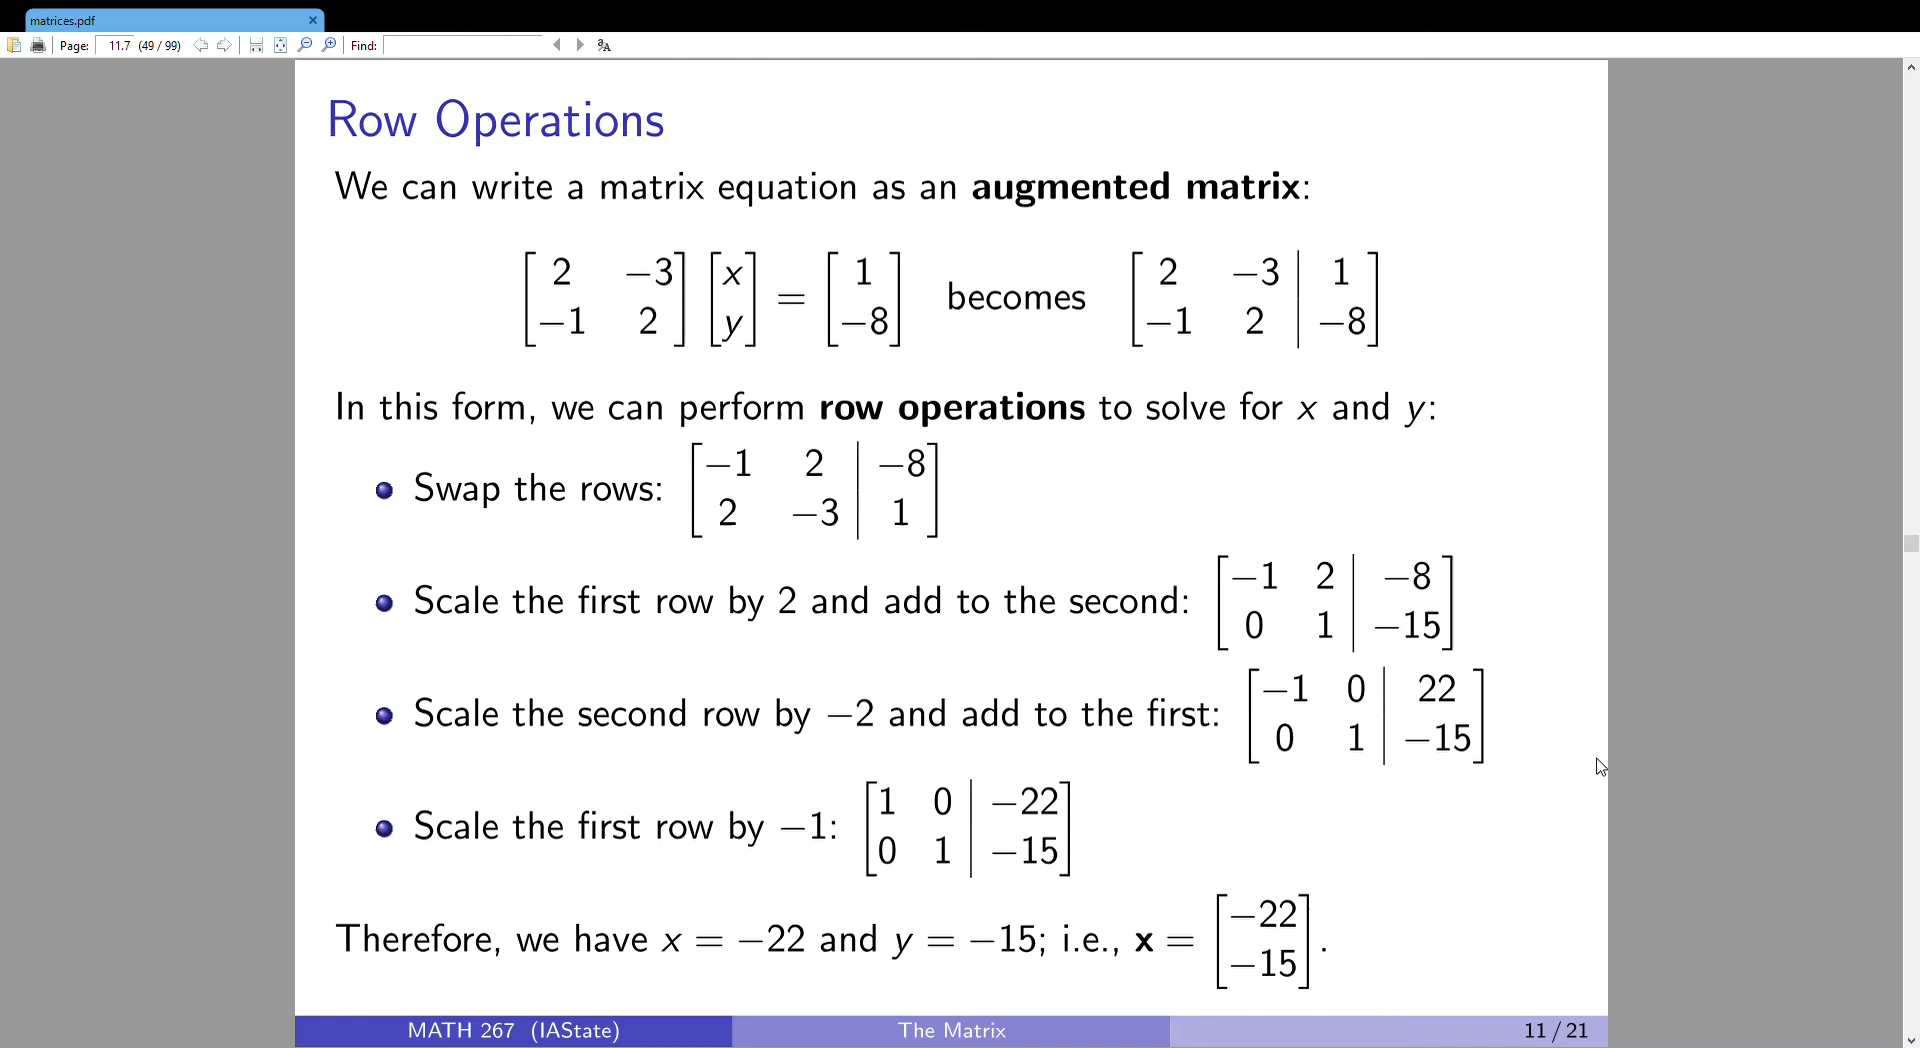 matrices.pdf
Page: 11.7 (49 / 99) Find:
Row Operations
We can write a matrix equation as an augmented matrix:
[2 −3; −1 2] [x; y] = [1; −8] becomes [2 −3 | 1; −1 2 | −8]
In this form, we can perform row operations to solve for x and y:
Swap the rows: [−1 2 | −8; 2 −3 | 1]
Scale the first row by 2 and add to the second: [−1 2 | −8; 0 1 | −15]
Scale the second row by −2 and add to the first: [−1 0 | 22; 0 1 | −15]
Scale the first row by −1: [1 0 | −22; 0 1 | −15]
Therefore, we have x = −22 and y = −15; i.e., x = [−22; −15].
MATH 267 (IAState) The Matrix 11 / 21